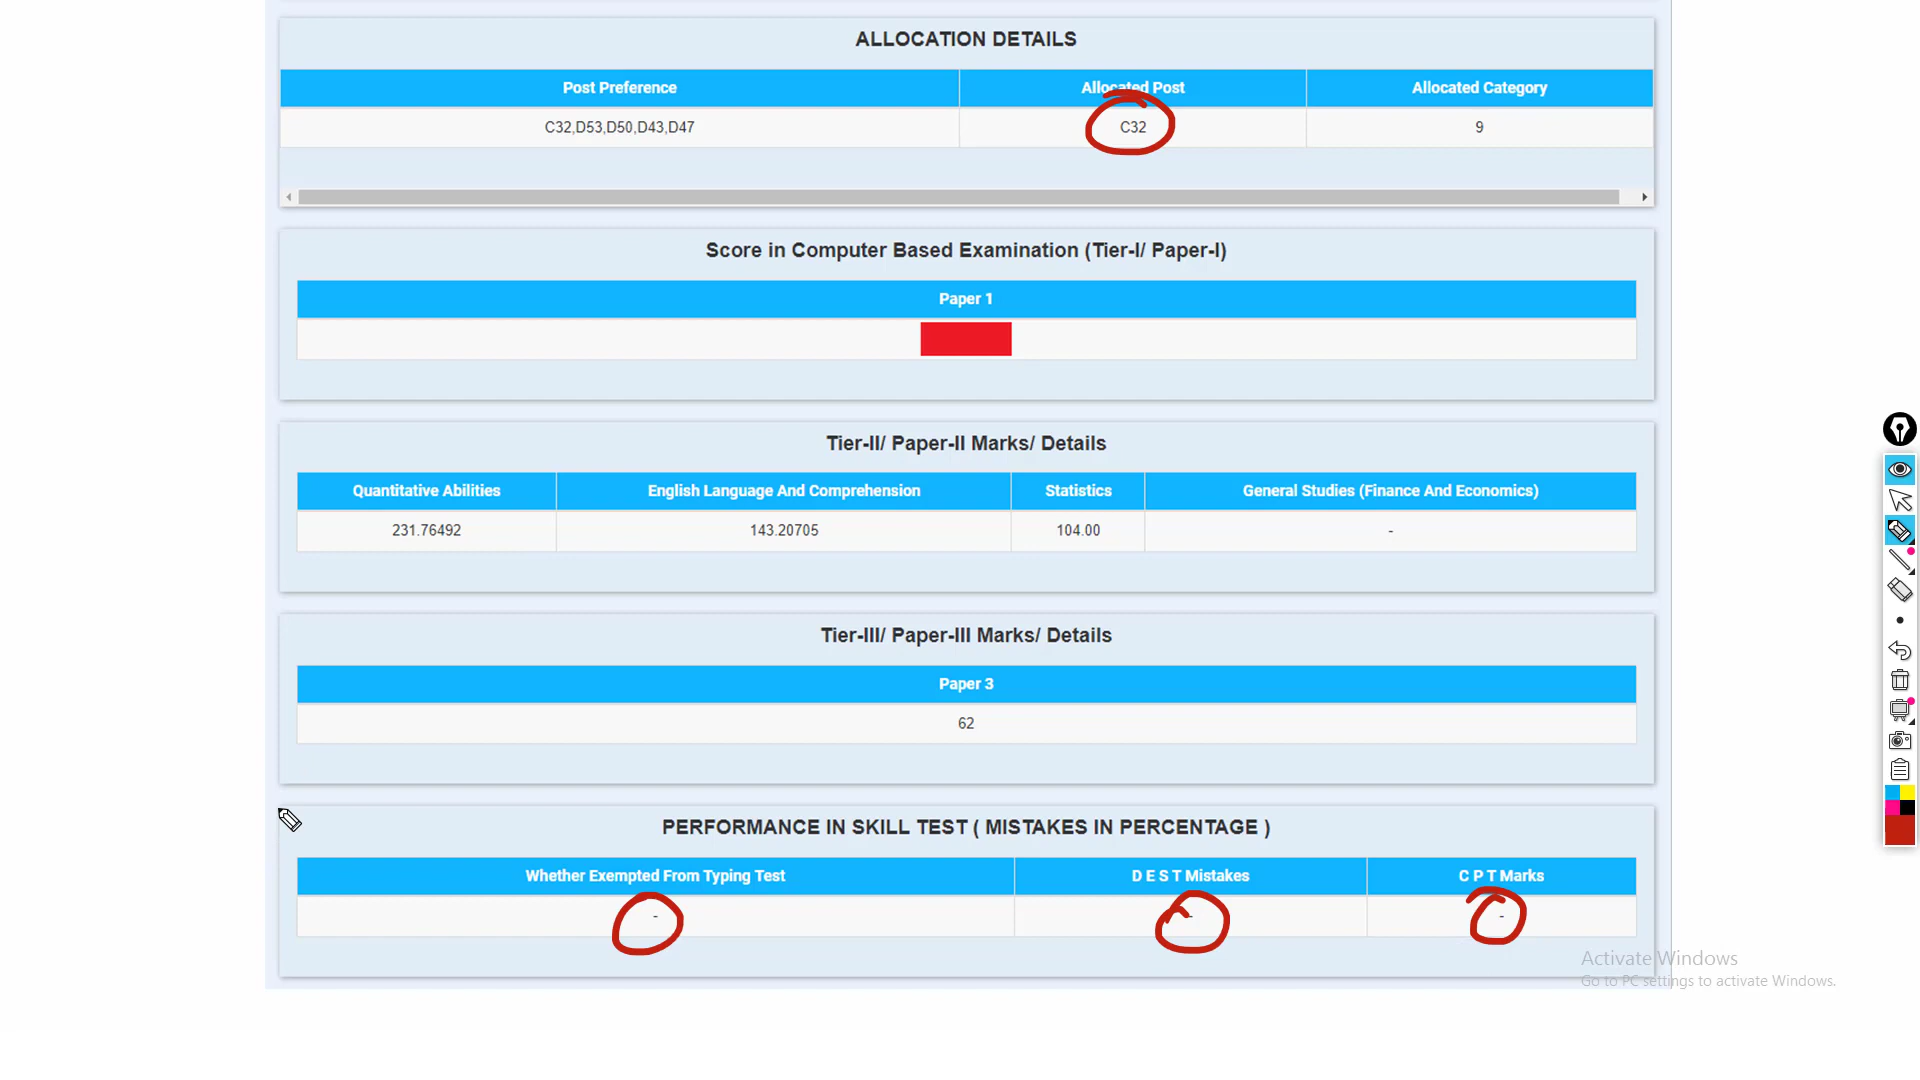 ALLOCATION DETAILS
Post Preference Allocated Post Allocated Category
C32,D53,D50,D43,D47 C32 9
Score in Computer Based Examination (Tier-I/ Paper-I)
Paper 1
Tier-II/ Paper-II Marks/ Details
Quantitative Abilities English Language And Comprehension Statistics General Studies (Finance And Economics)
231.76492 143.20705 104.00 -
Tier-III/ Paper-III Marks/ Details
Paper 3
62
PERFORMANCE IN SKILL TEST ( MISTAKES IN PERCENTAGE )
Whether Exempted From Typing Test D E S T Mistakes C P T Marks
- - -
Activate Windows
Go to PC settings to activate Windows.